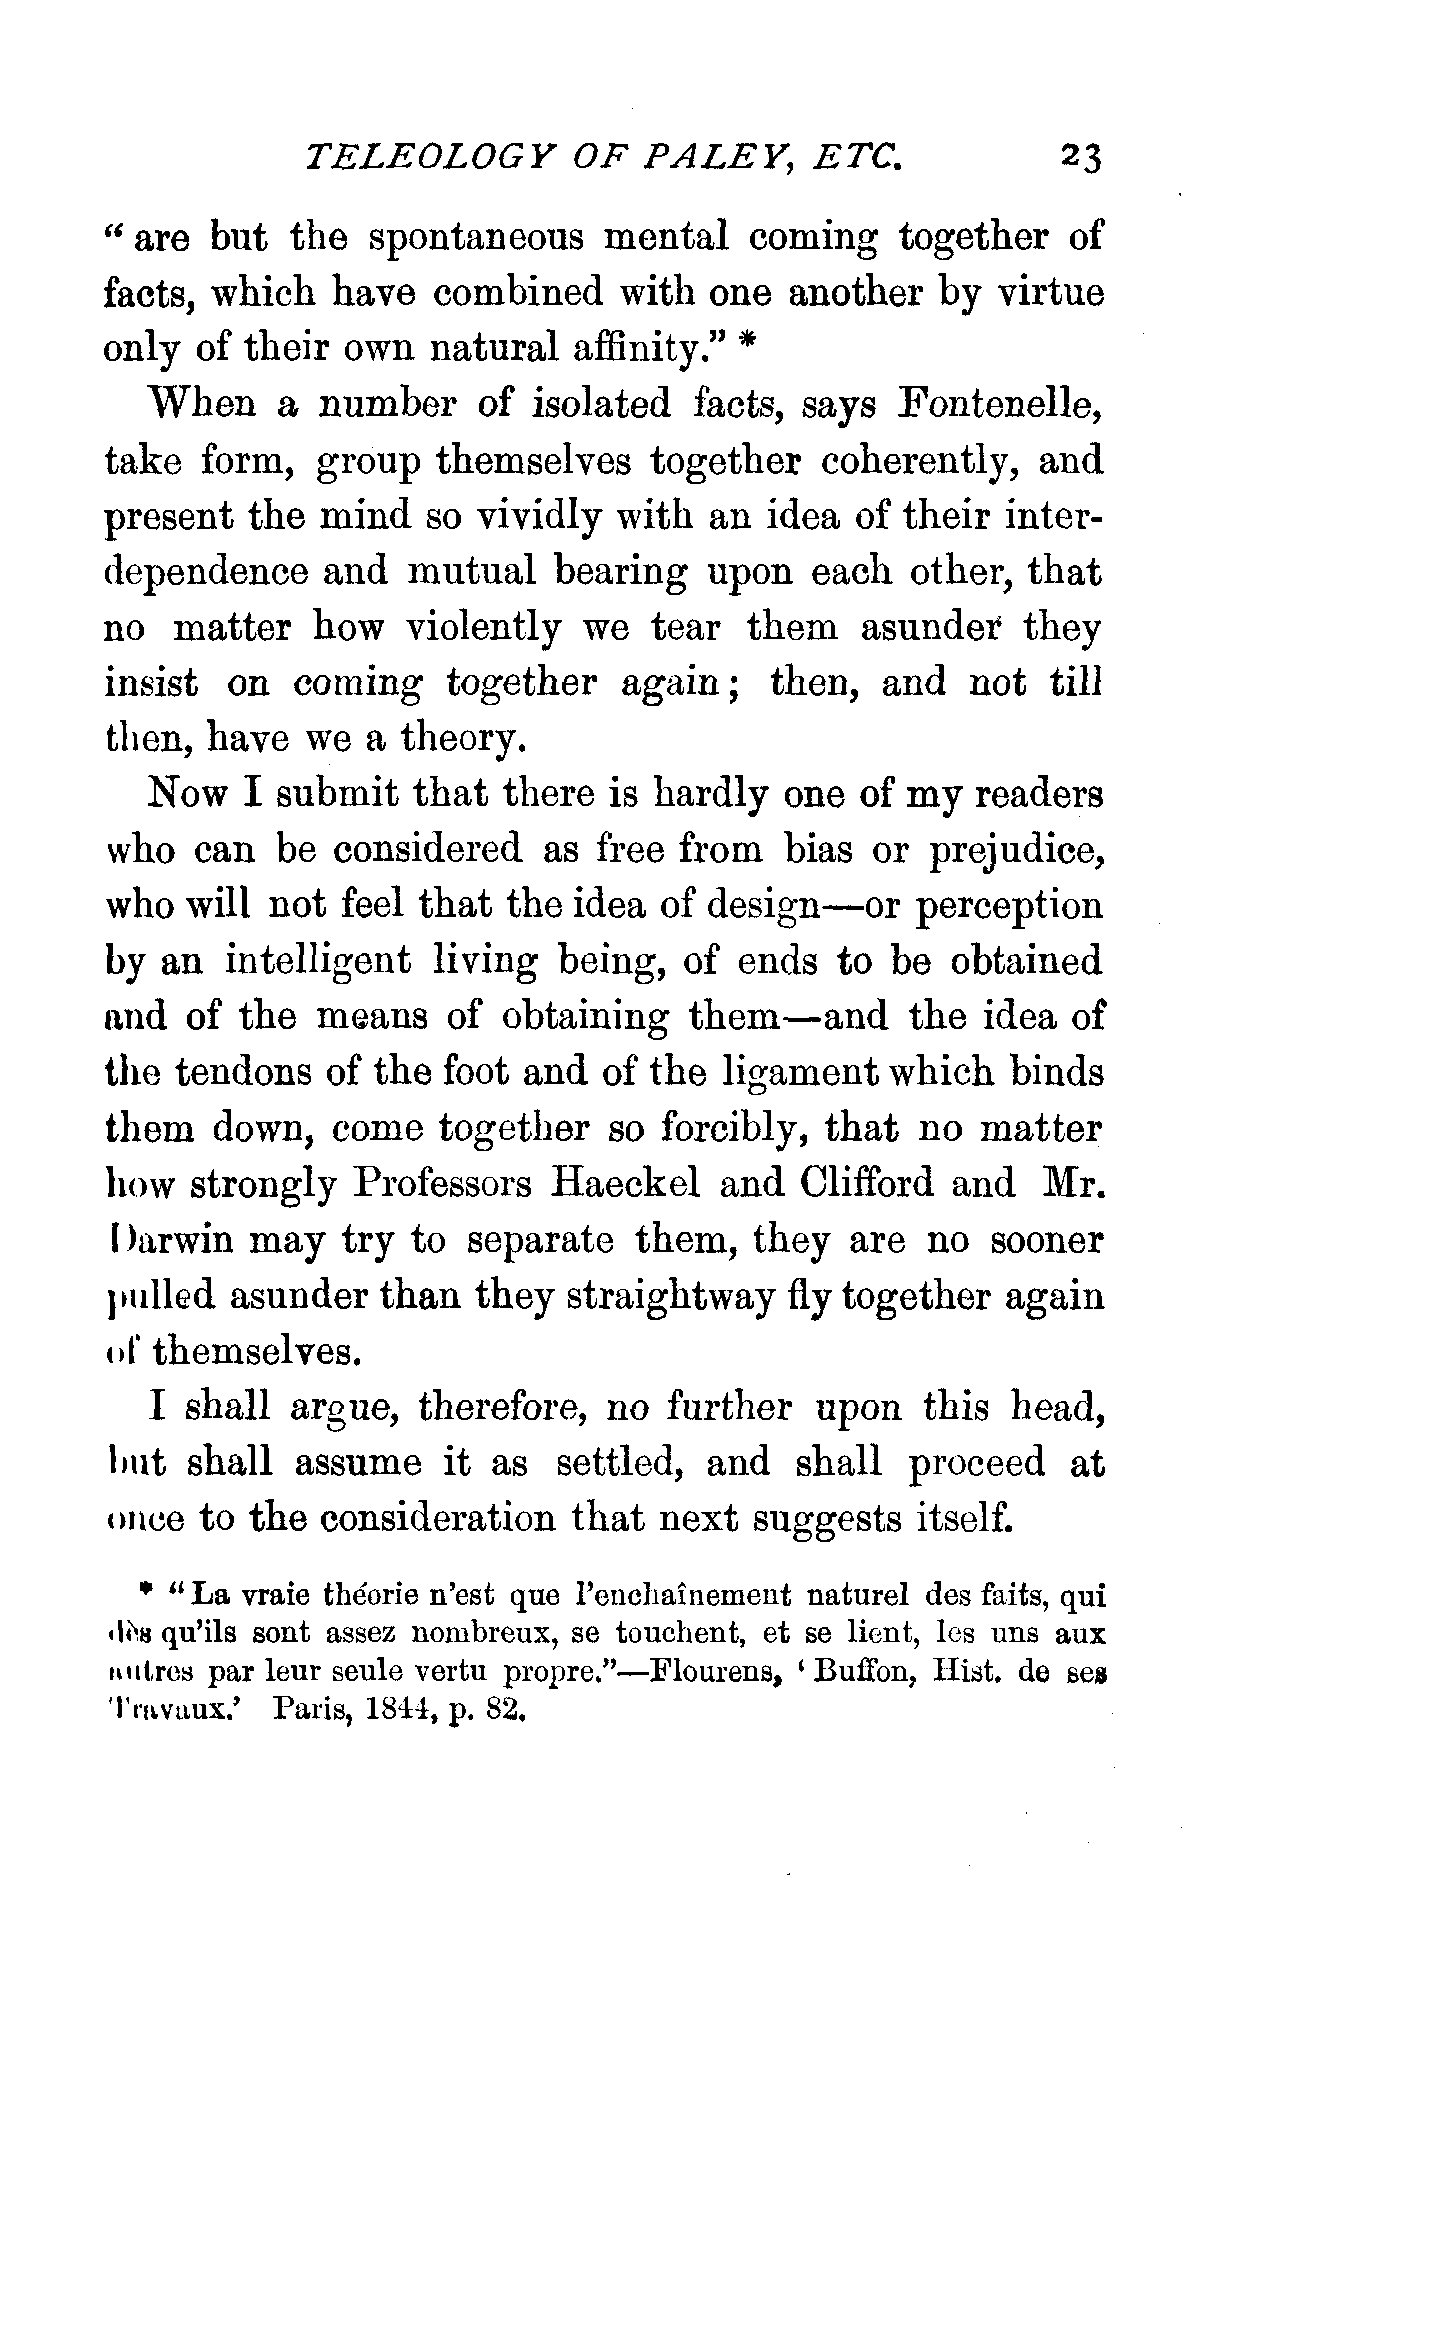 TELEOLOGY OF PALEY, ETC. 23
“are but the spontaneous mental coming together of
facts, which have combined with one another by virtue
only of their own natural affinity.” *
When a number of isolated facts, says Fontenelle,
take form, group themselves together coherently, and
present the mind so vividly with an idea of their inter-
dependence and mutual bearing upon each other, that
no matter how violently we tear them asunder they
insist on coming together again; then, and not till
then, have we a theory.
Now I submit that there is hardly one of my readers
who can be considered as free from bias or prejudice,
who will not feel that the idea of design—or perception
by an intelligent living being, of ends to be obtained
and of the means of obtaining them—and the idea of
the tendons of the foot and of the ligament which binds
them down, come together so forcibly, that no matter
how strongly Professors Haeckel and Clifford and Mr.
Darwin may try to separate them, they are no sooner
pulled asunder than they straightway fly together again
of themselves.
I shall argue, therefore, no further upon this head,
but shall assume it as settled, and shall proceed at
once to the consideration that next suggests itself.
* “La vraie théorie n’est que l’enchaînement naturel des faits, qui
dès qu’ils sont assez nombreux, se touchent, et se lient, les uns aux
autres par leur seule vertu propre.”—Flourens, ‘Buffon, Hist. de ses
Travaux.’ Paris, 1844, p. 82.